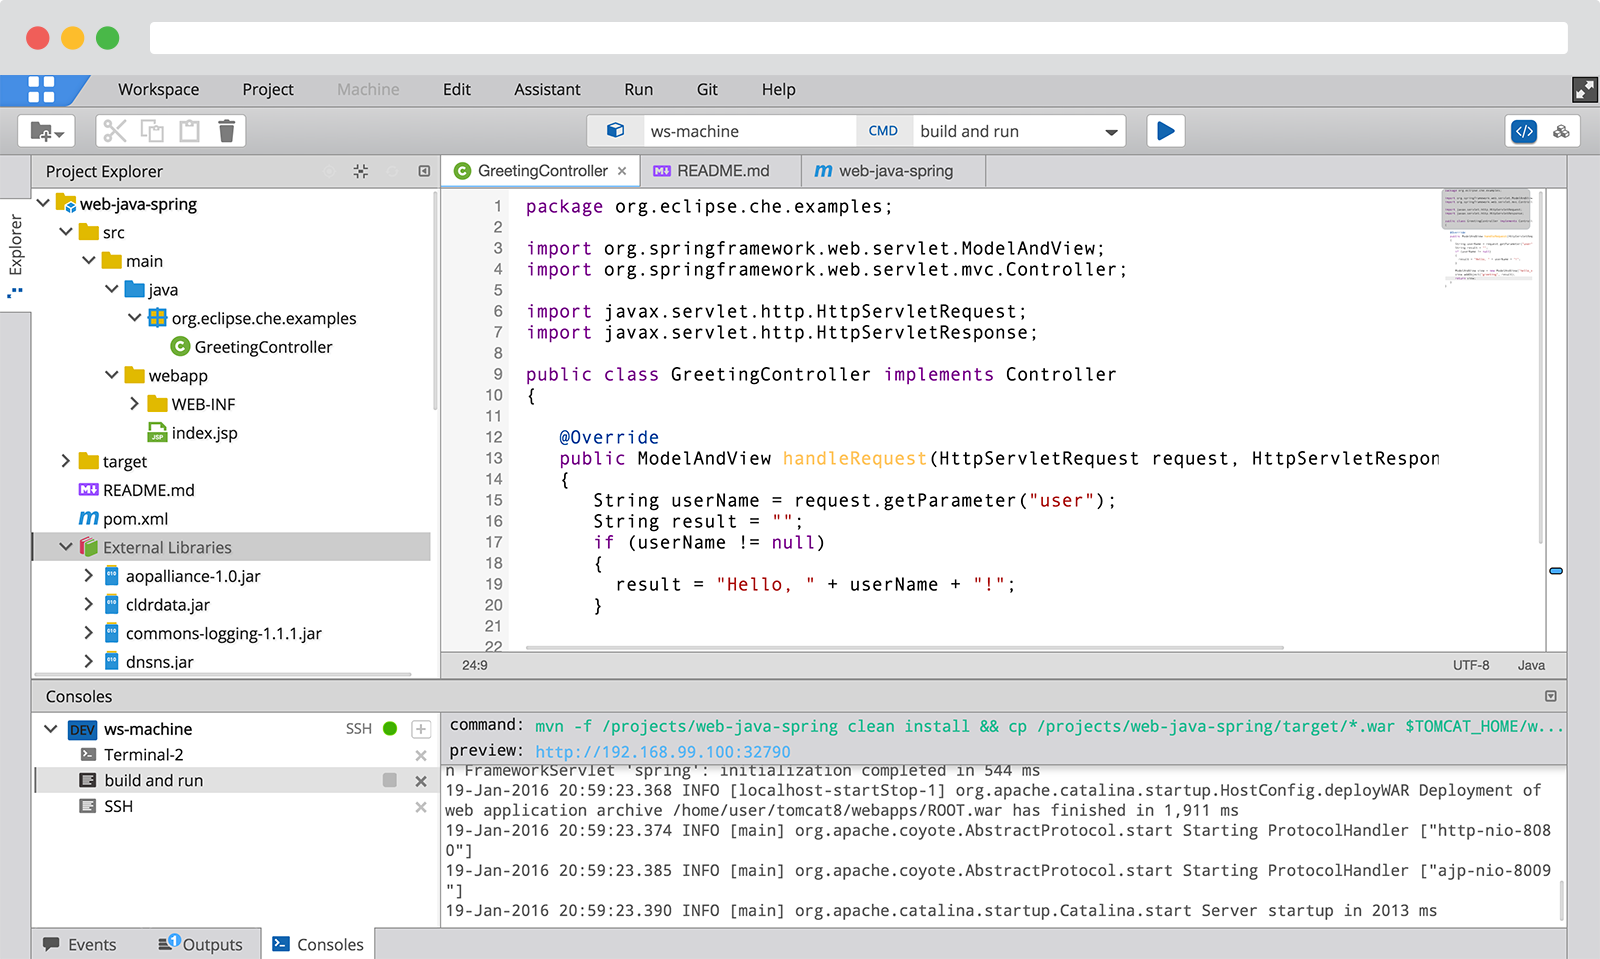 Workspace Project Machine Edit Assistant Run Git Help
ws-machine CMD build and run
Project Explorer
GreetingController × README.md m web-java-spring
Explorer
web-java-spring
src
main
java
org.eclipse.che.examples
C GreetingController
webapp
WEB-INF
JSP index.jsp
target
README.md
m pom.xml
External Libraries
aopalliance-1.0.jar
cldrdata.jar
commons-logging-1.1.1.jar
dnsns.jar
1 package org.eclipse.che.examples;
2
3 import org.springframework.web.servlet.ModelAndView;
4 import org.springframework.web.servlet.mvc.Controller;
5
6 import javax.servlet.http.HttpServletRequest;
7 import javax.servlet.http.HttpServletResponse;
8
9 public class GreetingController implements Controller
10 {
11
12 @Override
13 public ModelAndView handleRequest(HttpServletRequest request, HttpServletRespon
14 {
15 String userName = request.getParameter("user");
16 String result = "";
17 if (userName != null)
18 {
19 result = "Hello, " + userName + "!";
20 }
21
22
24:9 UTF-8 Java
Consoles
DEV ws-machine SSH
Terminal-2
build and run
SSH
command: mvn -f /projects/web-java-spring clean install && cp /projects/web-java-spring/target/*.war $TOMCAT_HOME/w...
preview: http://192.168.99.100:32790
n FrameworkServlet 'spring': initialization completed in 544 ms
19-Jan-2016 20:59:23.368 INFO [localhost-startStop-1] org.apache.catalina.startup.HostConfig.deployWAR Deployment of
web application archive /home/user/tomcat8/webapps/ROOT.war has finished in 1,911 ms
19-Jan-2016 20:59:23.374 INFO [main] org.apache.coyote.AbstractProtocol.start Starting ProtocolHandler ["http-nio-808
0"]
19-Jan-2016 20:59:23.385 INFO [main] org.apache.coyote.AbstractProtocol.start Starting ProtocolHandler ["ajp-nio-8009
"]
19-Jan-2016 20:59:23.390 INFO [main] org.apache.catalina.startup.Catalina.start Server startup in 2013 ms
Events 1 Outputs Consoles